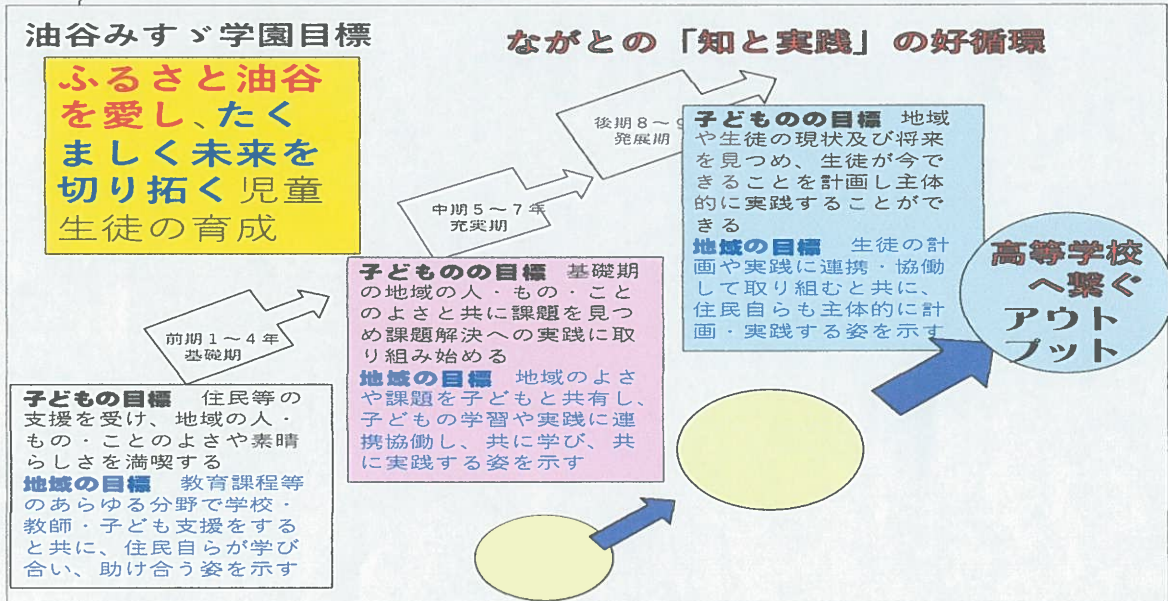 油谷みすゞ学園目標
ながとの「知と実践」の好循環
ふるさと油谷
を愛し、たく
ましく未来を
切り拓く児童
生徒の育成
前期1～4年
基礎期
子どもの目標　住民等の
支援を受け、地域の人・
もの・ことのよさや素晴
らしさを満喫する
地域の目標　教育課程等
のあらゆる分野で学校・
教師・子ども支援をする
と共に、住民自らが学び
合い、助け合う姿を示す
中期5～7年
充実期
子どものの目標　基礎期
の地域の人・もの・こと
のよさと共に課題を見つ
め課題解決への実践に取
り組み始める
地域の目標　地域のよさ
や課題を子どもと共有し、
子どもの学習や実践に連
携協働し、共に学び、共
に実践する姿を示す
後期8～9
発展期
子どものの目標　地域
や生徒の現状及び将来
を見つめ、生徒が今で
きることを計画し主体
的に実践することがで
きる
地域の目標　生徒の計
画や実践に連携・協働
して取り組むと共に、
住民自らも主体的に計
画・実践する姿を示す
高等学校
へ繋ぐ
アウト
プット